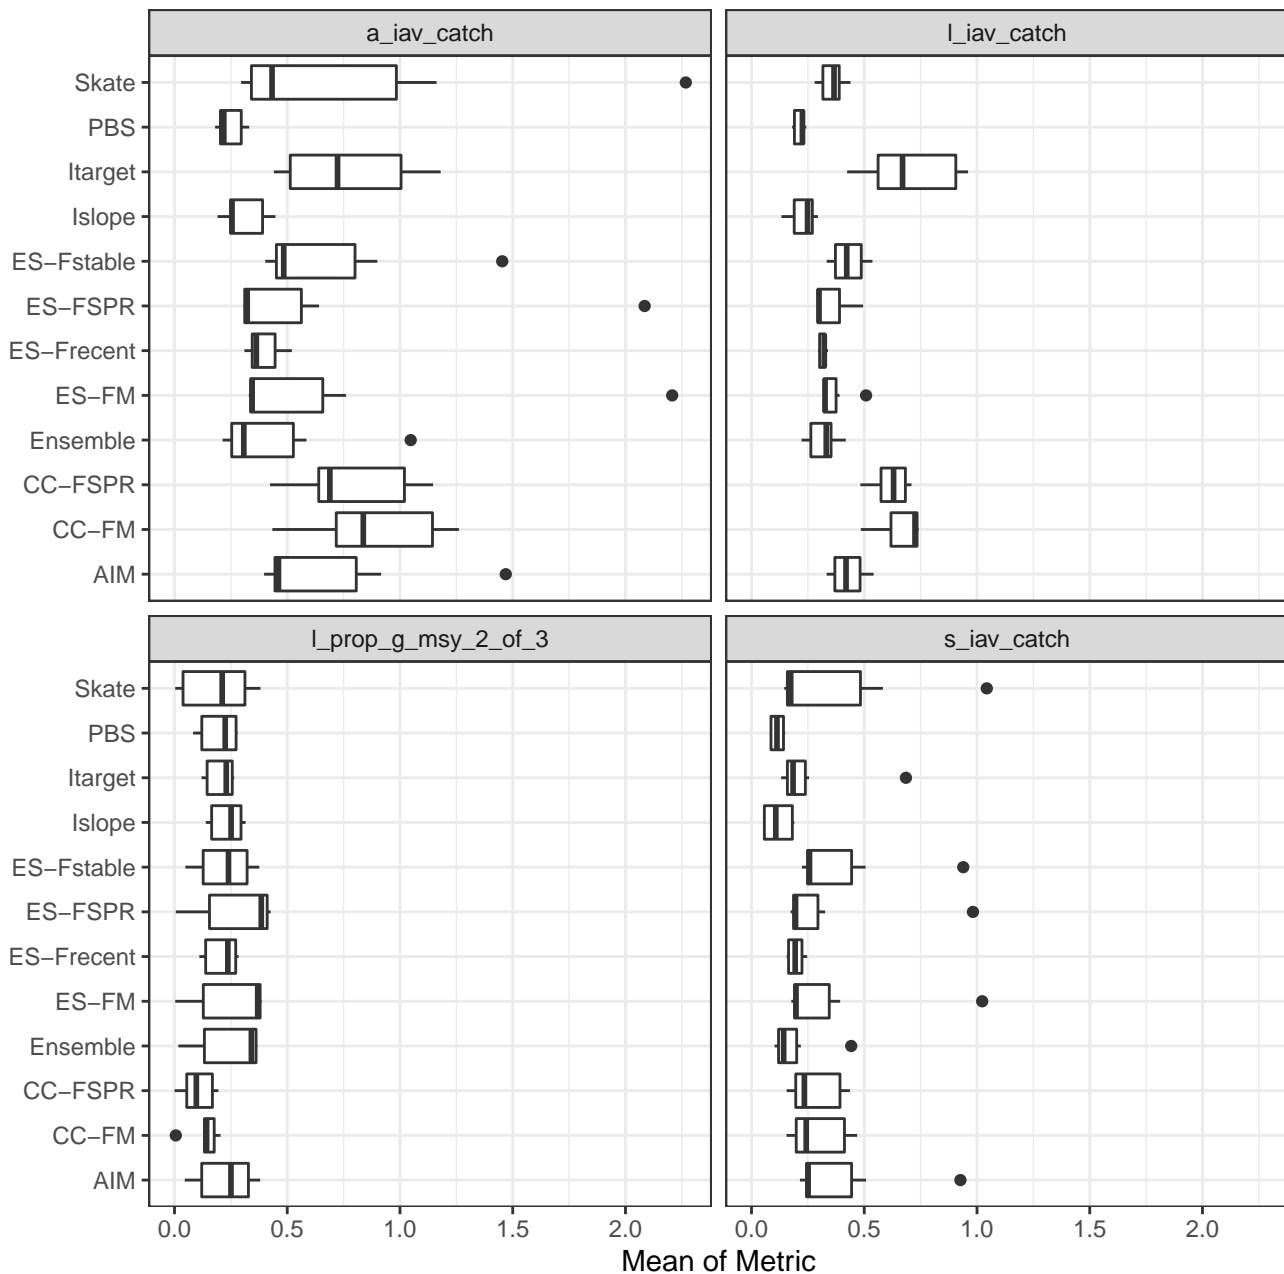 a_iav_catch
l_iav_catch
Skate
PBS
Itarget
Islope
ES−Fstable
ES−FSPR
ES−Frecent
ES−FM
Ensemble
CC−FSPR
CC−FM
AIM
l_prop_g_msy_2_of_3
s_iav_catch
Skate
PBS
Itarget
Islope
ES−Fstable
ES−FSPR
ES−Frecent
ES−FM
Ensemble
CC−FSPR
CC−FM
AIM
0.0 0.5 1.0 1.5 2.0
0.0 0.5 1.0 1.5 2.0
Mean of Metric